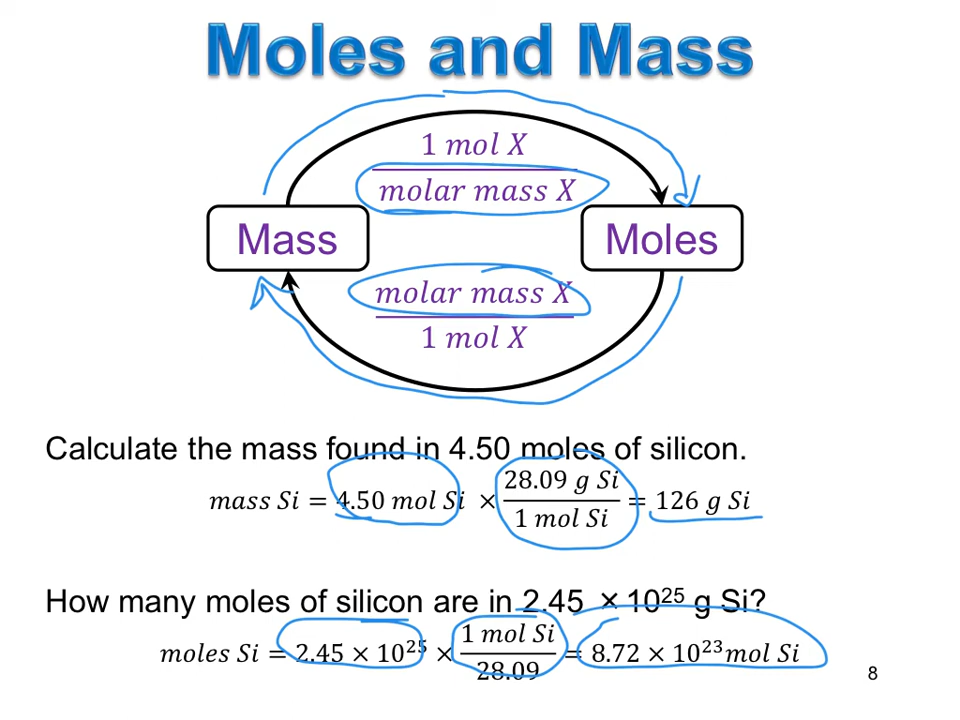 Moles and Mass
1 mol X
molar mass X
Mass
Moles
molar mass X
1 mol X
Calculate the mass found in 4.50 moles of silicon.
mass Si = 4.50 mol Si × 28.09 g Si / 1 mol Si = 126 g Si
How many moles of silicon are in 2.45 × 10²⁵ g Si?
moles Si = 2.45 × 10²⁵ × 1 mol Si / 28.09 = 8.72 × 10²³ mol Si
8